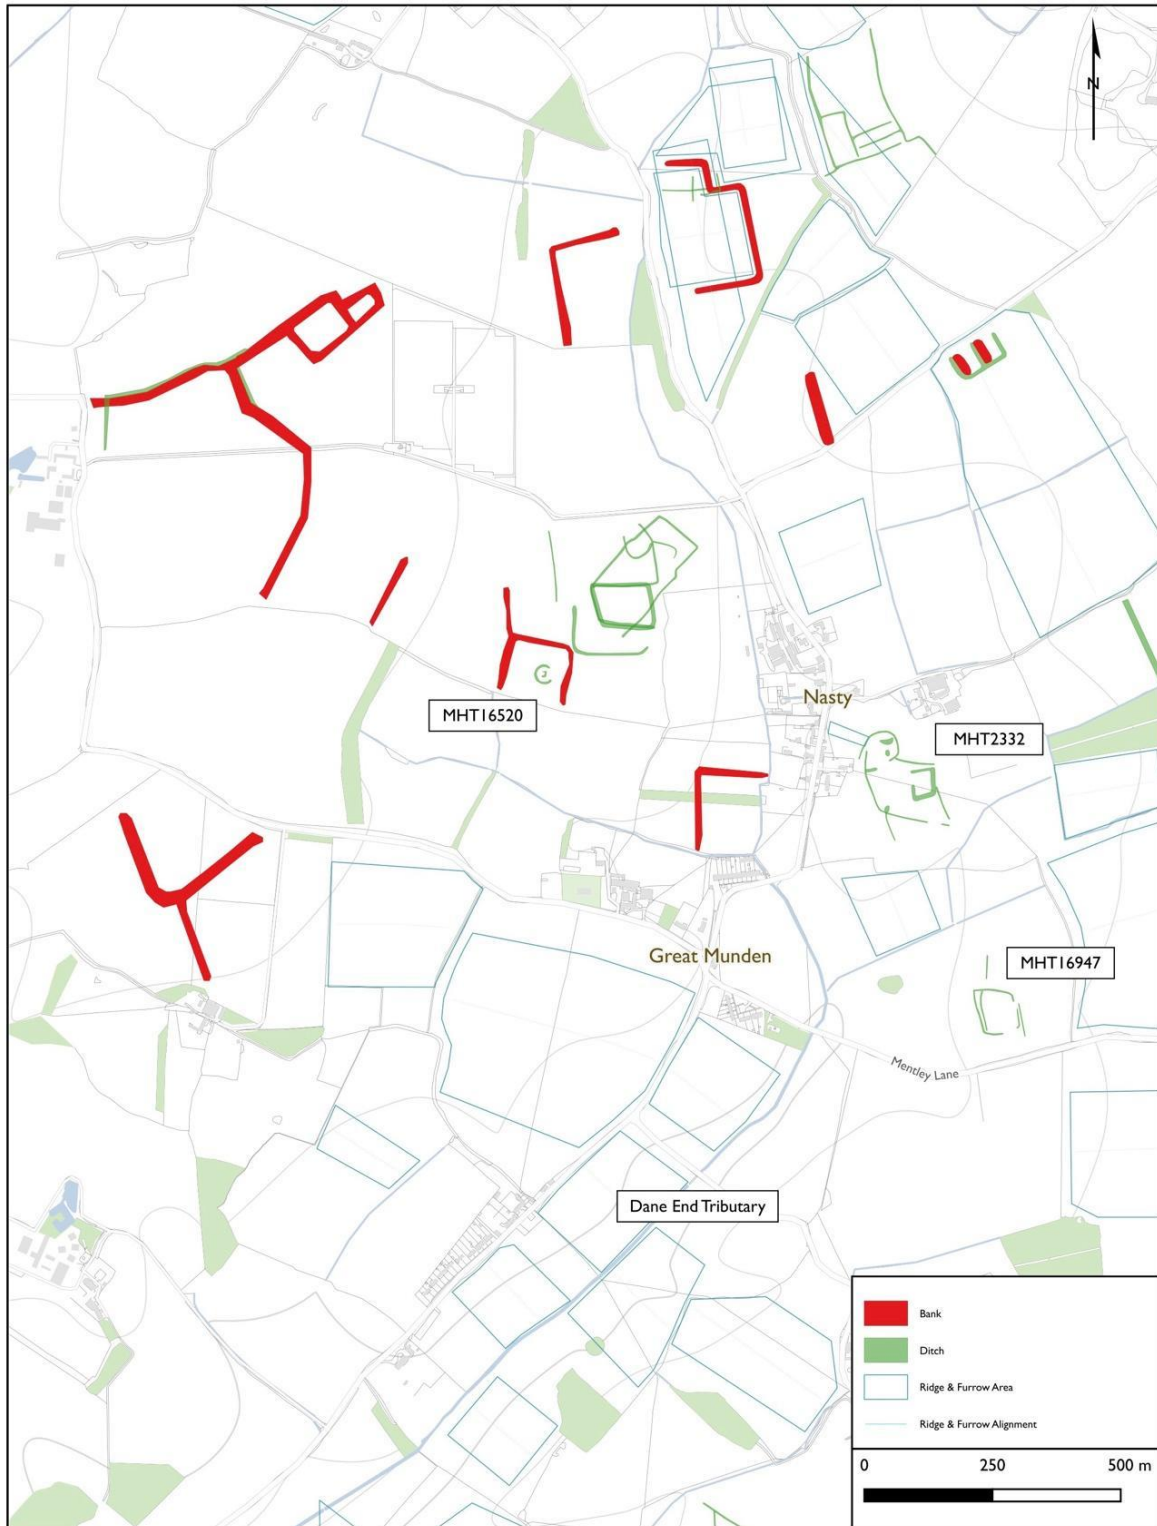 N
Nasty
MHT16520
MHT2332
Great Munden
MHT16947
Mentley Lane
Dane End Tributary
Bank
Ditch
Ridge & Furrow Area
Ridge & Furrow Alignment
0 250 500 m